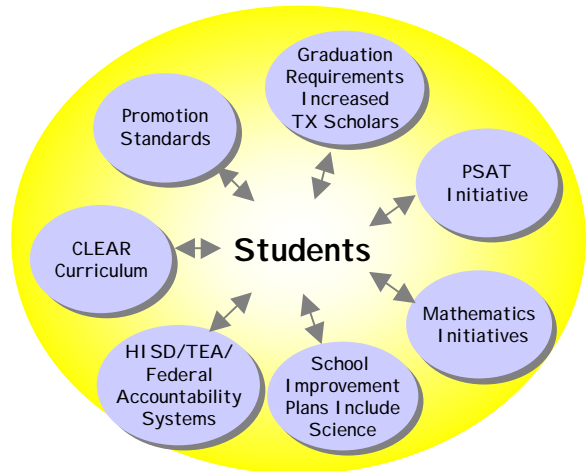 Graduation
Requirements
Increased
TX Scholars
Promotion
Standards
PSAT
Initiative
CLEAR
Curriculum
Students
Mathematics
Initiatives
HISD/TEA/
Federal
Accountability
Systems
School
Improvement
Plans Include
Science